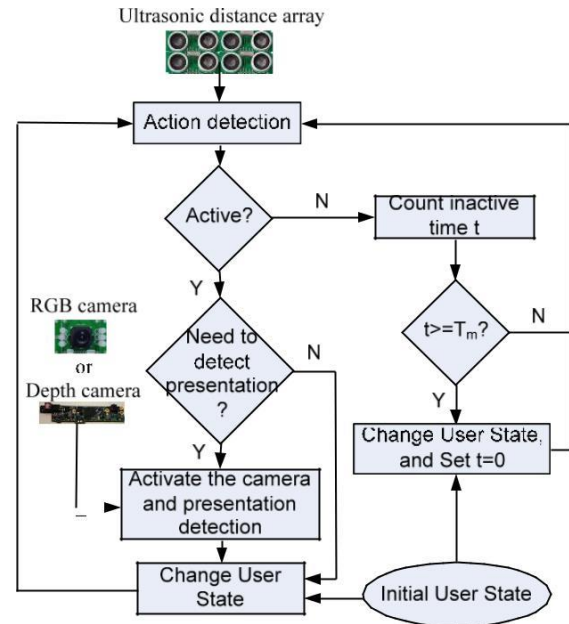 Ultrasonic distance array
Action detection
Active?
N
Count inactive
time t
Y
RGB camera
or
Depth camera
Need to
detect
presentation
?
N
t>=Tm?
N
Y
Y
Change User State,
and Set t=0
Activate the camera
and presentation
detection
Change User
State
Initial User State